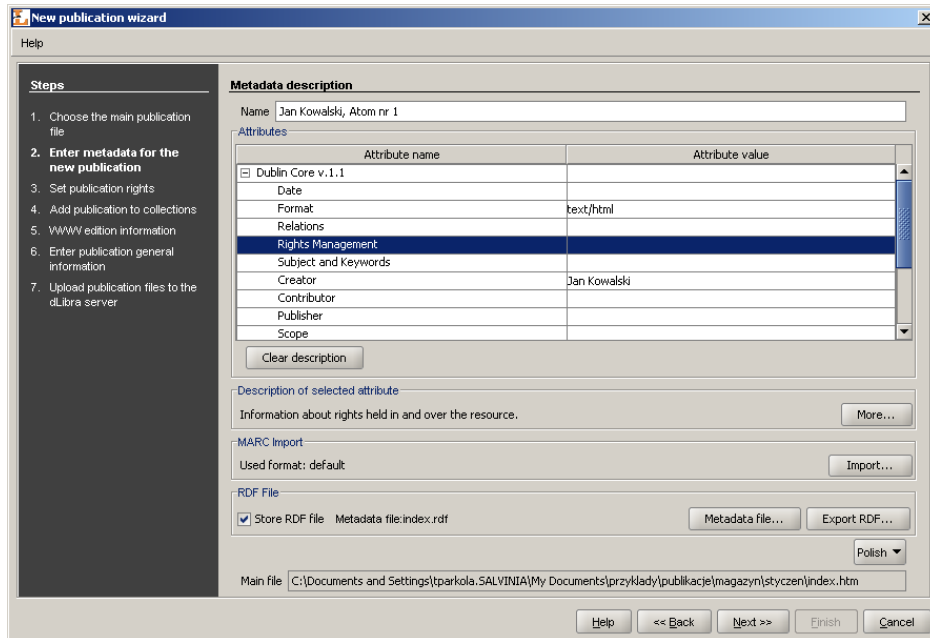 New publication wizard
Help
Steps
1. Choose the main publication
file
2. Enter metadata for the
new publication
3. Set publication rights
4. Add publication to collections
5. WWW edition information
6. Enter publication general
information
7. Upload publication files to the
dLibra server
Metadata description
Name Jan Kowalski, Atom nr 1
Attributes
Attribute name Attribute value
Dublin Core v.1.1
Date
Format text/html
Relations
Rights Management
Subject and Keywords
Creator Jan Kowalski
Contributor
Publisher
Scope
Clear description
Description of selected attribute
Information about rights held in and over the resource. More...
MARC Import
Used format: default Import...
RDF File
Store RDF file Metadata file:index.rdf Metadata file... Export RDF...
Polish
Main file C:\Documents and Settings\tparkola.SALVINIA\My Documents\przyklady\publikacje\magazyn\styczen\index.htm
Help << Back Next >> Finish Cancel